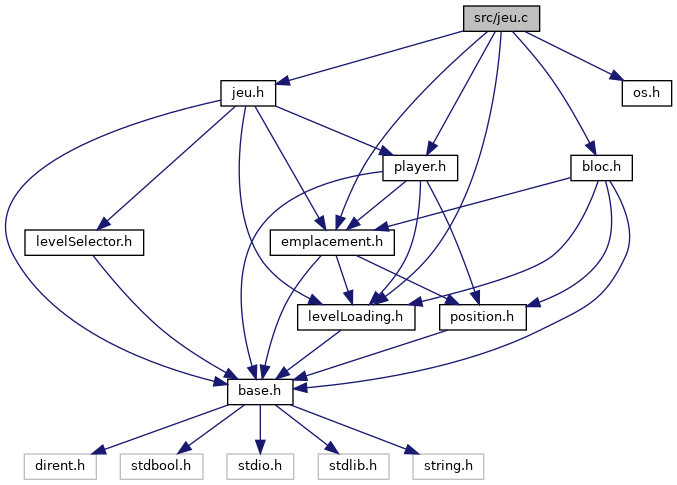 src/jeu.c
jeu.h
os.h
player.h
bloc.h
levelSelector.h
emplacement.h
levelLoading.h
position.h
base.h
dirent.h
stdbool.h
stdio.h
stdlib.h
string.h